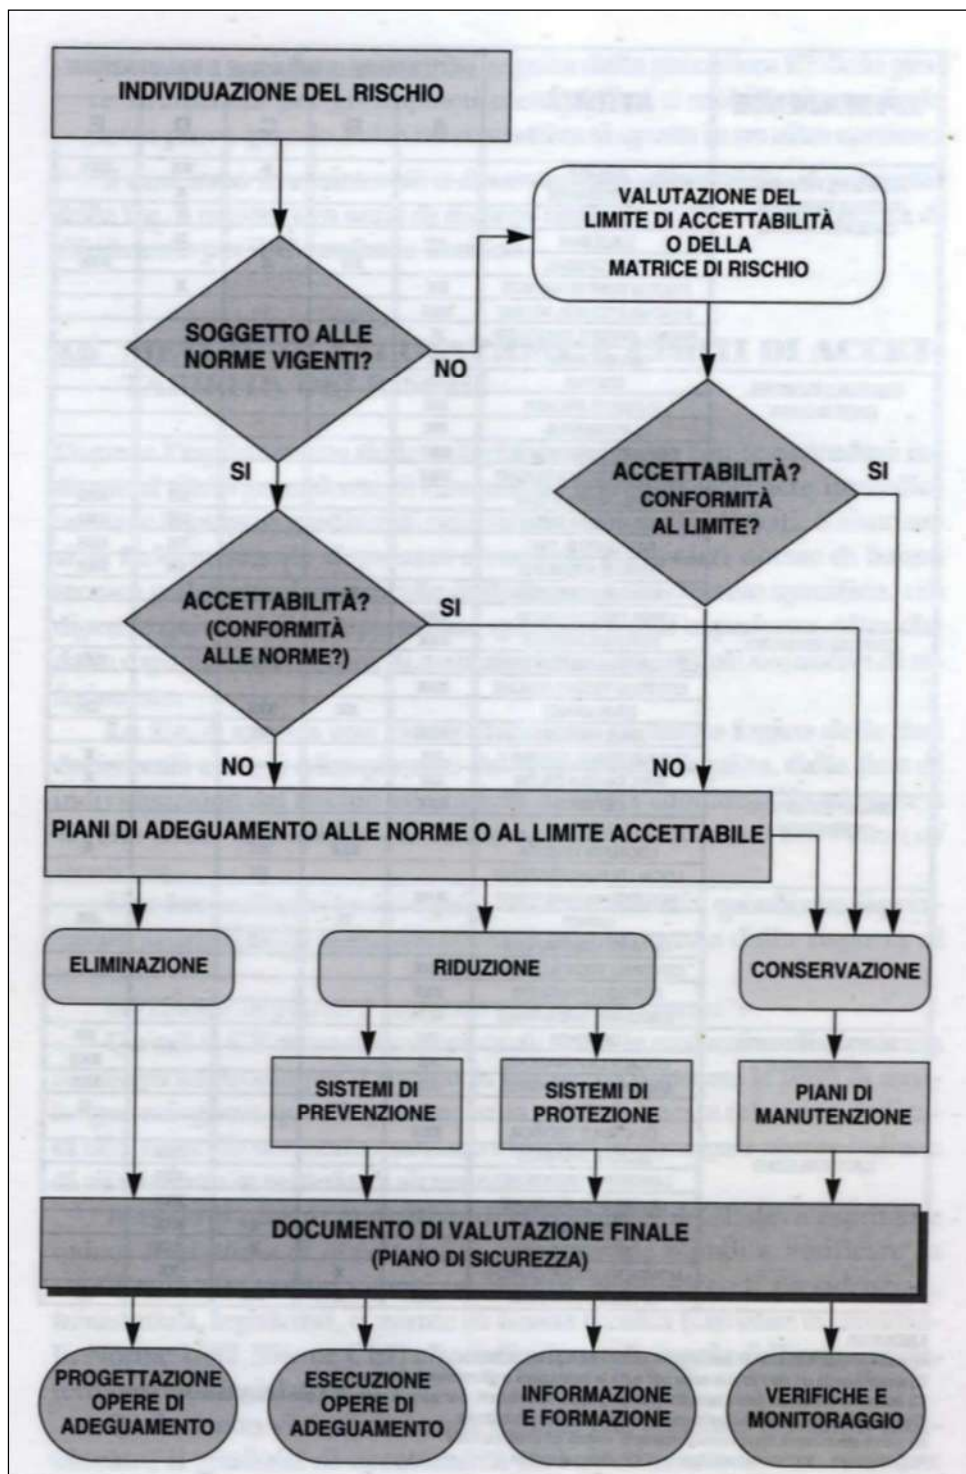 INDIVIDUAZIONE DEL RISCHIO
VALUTAZIONE DEL
LIMITE DI ACCETTABILITÀ
O DELLA
MATRICE DI RISCHIO
SOGGETTO ALLE
NORME VIGENTI?
NO
SI
ACCETTABILITÀ?
CONFORMITÀ
AL LIMITE?
SI
ACCETTABILITÀ?
(CONFORMITÀ
ALLE NORME?)
SI
NO
NO
PIANI DI ADEGUAMENTO ALLE NORME O AL LIMITE ACCETTABILE
ELIMINAZIONE
RIDUZIONE
CONSERVAZIONE
SISTEMI DI
PREVENZIONE
SISTEMI DI
PROTEZIONE
PIANI DI
MANUTENZIONE
DOCUMENTO DI VALUTAZIONE FINALE
(PIANO DI SICUREZZA)
PROGETTAZIONE
OPERE DI
ADEGUAMENTO
ESECUZIONE
OPERE DI
ADEGUAMENTO
INFORMAZIONE
E FORMAZIONE
VERIFICHE E
MONITORAGGIO